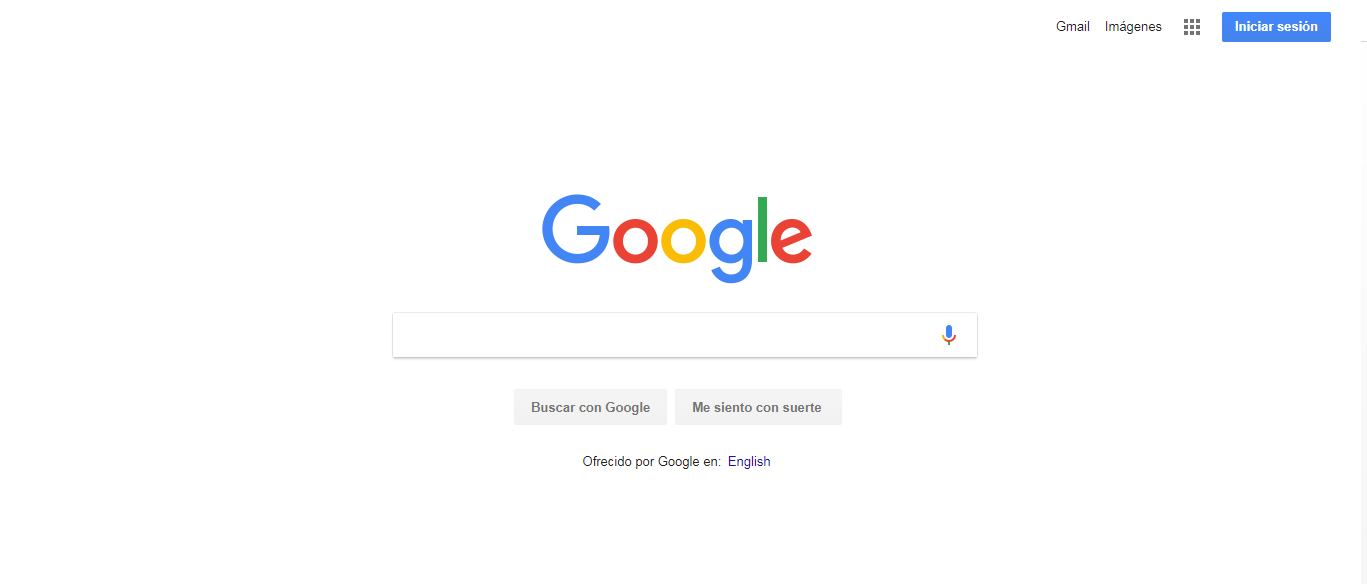 Gmail Imágenes Iniciar sesión
Google
Buscar con Google Me siento con suerte
Ofrecido por Google en: English